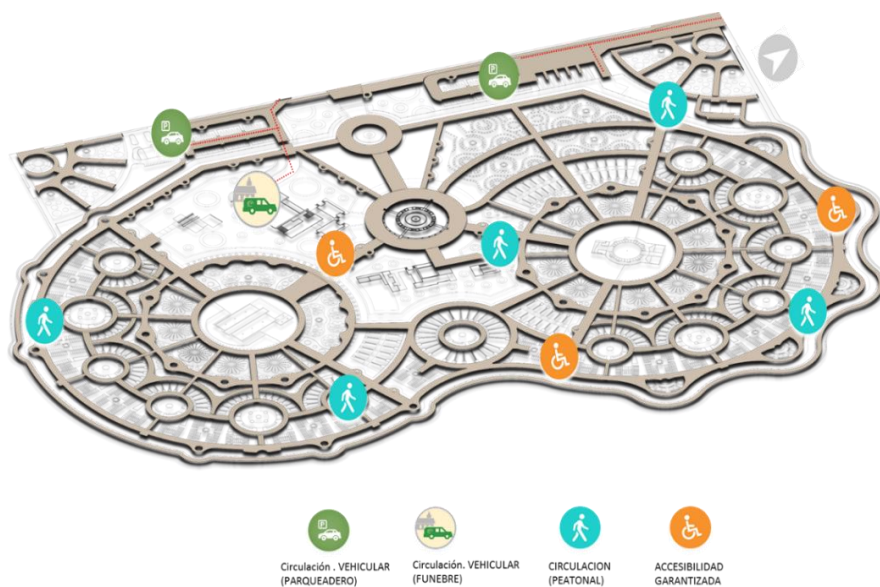 P
P
P
Circulación . VEHICULAR
(PARQUEADERO)
Circulación. VEHICULAR
(FUNEBRE)
CIRCULACION
(PEATONAL)
ACCESIBILIDAD
GARANTIZADA